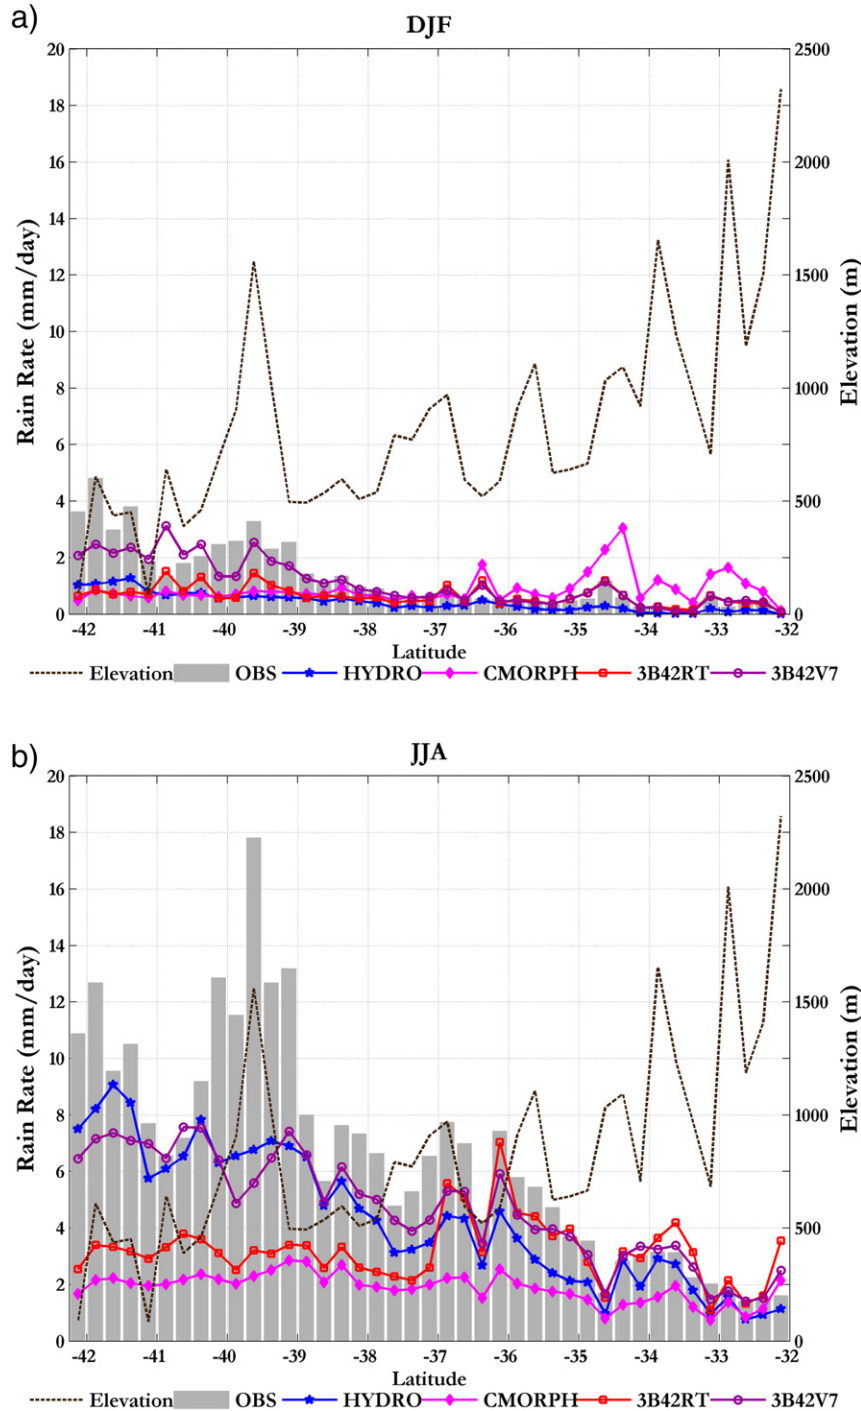 a)
DJF
20 2500
18
16 2000
14
12 1500
10
8 1000
6
4 500
2
0 0
Rain Rate (mm/day)
Elevation (m)
-42 -41 -40 -39 -38 -37 -36 -35 -34 -33 -32
Latitude
Elevation OBS HYDRO CMORPH 3B42RT 3B42V7
b)
JJA
20 2500
18
16 2000
14
12 1500
10
8 1000
6
4 500
2
0 0
Rain Rate (mm/day)
Elevation (m)
-42 -41 -40 -39 -38 -37 -36 -35 -34 -33 -32
Latitude
Elevation OBS HYDRO CMORPH 3B42RT 3B42V7